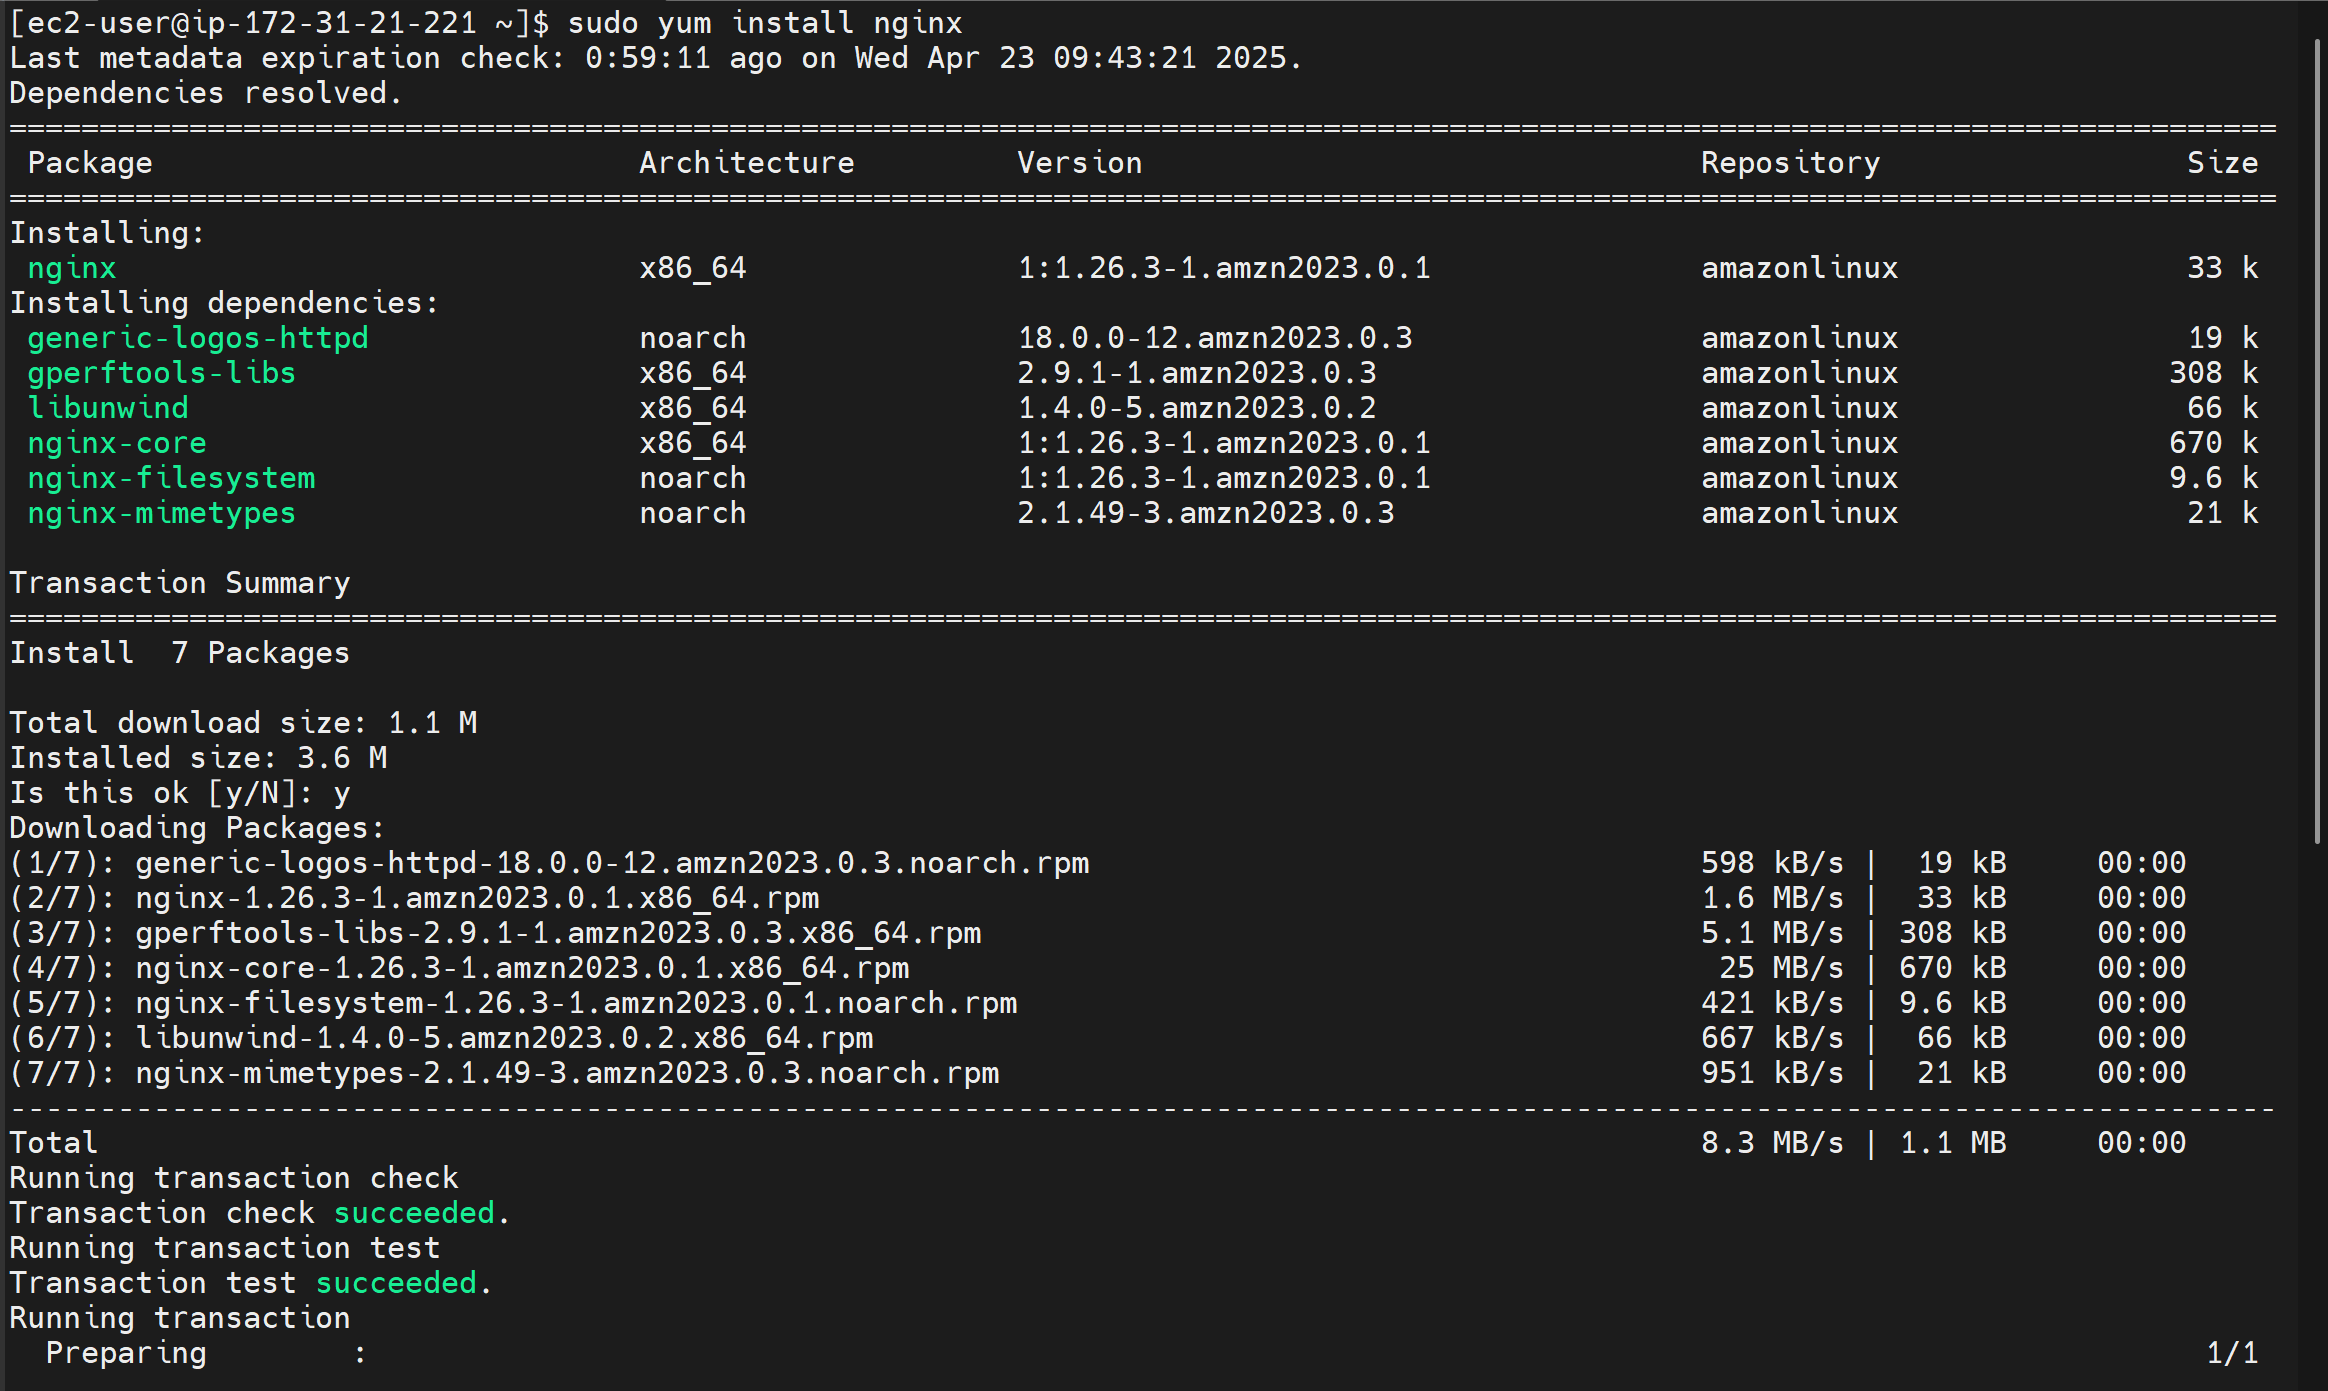 [ec2-user@ip-172-31-21-221 ~]$ sudo yum install nginx
Last metadata expiration check: 0:59:11 ago on Wed Apr 23 09:43:21 2025.
Dependencies resolved.
==============================================================================================================================
 Package                           Architecture         Version                               Repository                 Size
==============================================================================================================================
Installing:
 nginx                             x86_64               1:1.26.3-1.amzn2023.0.1               amazonlinux                33 k
Installing dependencies:
 generic-logos-httpd               noarch               18.0.0-12.amzn2023.0.3                amazonlinux                19 k
 gperftools-libs                   x86_64               2.9.1-1.amzn2023.0.3                  amazonlinux               308 k
 libunwind                         x86_64               1.4.0-5.amzn2023.0.2                  amazonlinux                66 k
 nginx-core                        x86_64               1:1.26.3-1.amzn2023.0.1               amazonlinux               670 k
 nginx-filesystem                  noarch               1:1.26.3-1.amzn2023.0.1               amazonlinux               9.6 k
 nginx-mimetypes                   noarch               2.1.49-3.amzn2023.0.3                 amazonlinux                21 k
Transaction Summary
==============================================================================================================================
Install  7 Packages
Total download size: 1.1 M
Installed size: 3.6 M
Is this ok [y/N]: y
Downloading Packages:
(1/7): generic-logos-httpd-18.0.0-12.amzn2023.0.3.noarch.rpm                                  598 kB/s |  19 kB     00:00
(2/7): nginx-1.26.3-1.amzn2023.0.1.x86_64.rpm                                                 1.6 MB/s |  33 kB     00:00
(3/7): gperftools-libs-2.9.1-1.amzn2023.0.3.x86_64.rpm                                        5.1 MB/s | 308 kB     00:00
(4/7): nginx-core-1.26.3-1.amzn2023.0.1.x86_64.rpm                                             25 MB/s | 670 kB     00:00
(5/7): nginx-filesystem-1.26.3-1.amzn2023.0.1.noarch.rpm                                      421 kB/s | 9.6 kB     00:00
(6/7): libunwind-1.4.0-5.amzn2023.0.2.x86_64.rpm                                              667 kB/s |  66 kB     00:00
(7/7): nginx-mimetypes-2.1.49-3.amzn2023.0.3.noarch.rpm                                       951 kB/s |  21 kB     00:00
------------------------------------------------------------------------------------------------------------------------------
Total                                                                                         8.3 MB/s | 1.1 MB     00:00
Running transaction check
Transaction check succeeded.
Running transaction test
Transaction test succeeded.
Running transaction
  Preparing        :                                                                                                      1/1